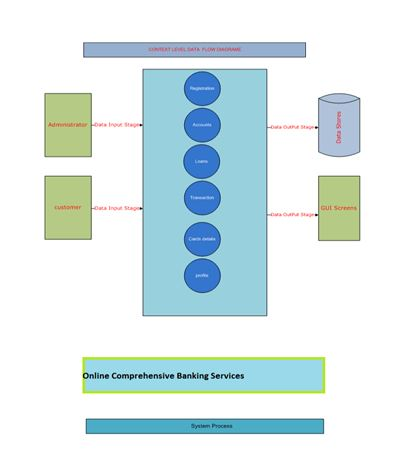 CONTEXT LEVEL DATA FLOW DIAGRAME
Registration
Administrator
Data Input Stage
Accounts
Data OutPut Stage
Data Stores
Loans
customer
Data Input Stage
Transaction
Data OutPut Stage
GUI Screens
Cards details
profile
Online Comprehensive Banking Services
System Process